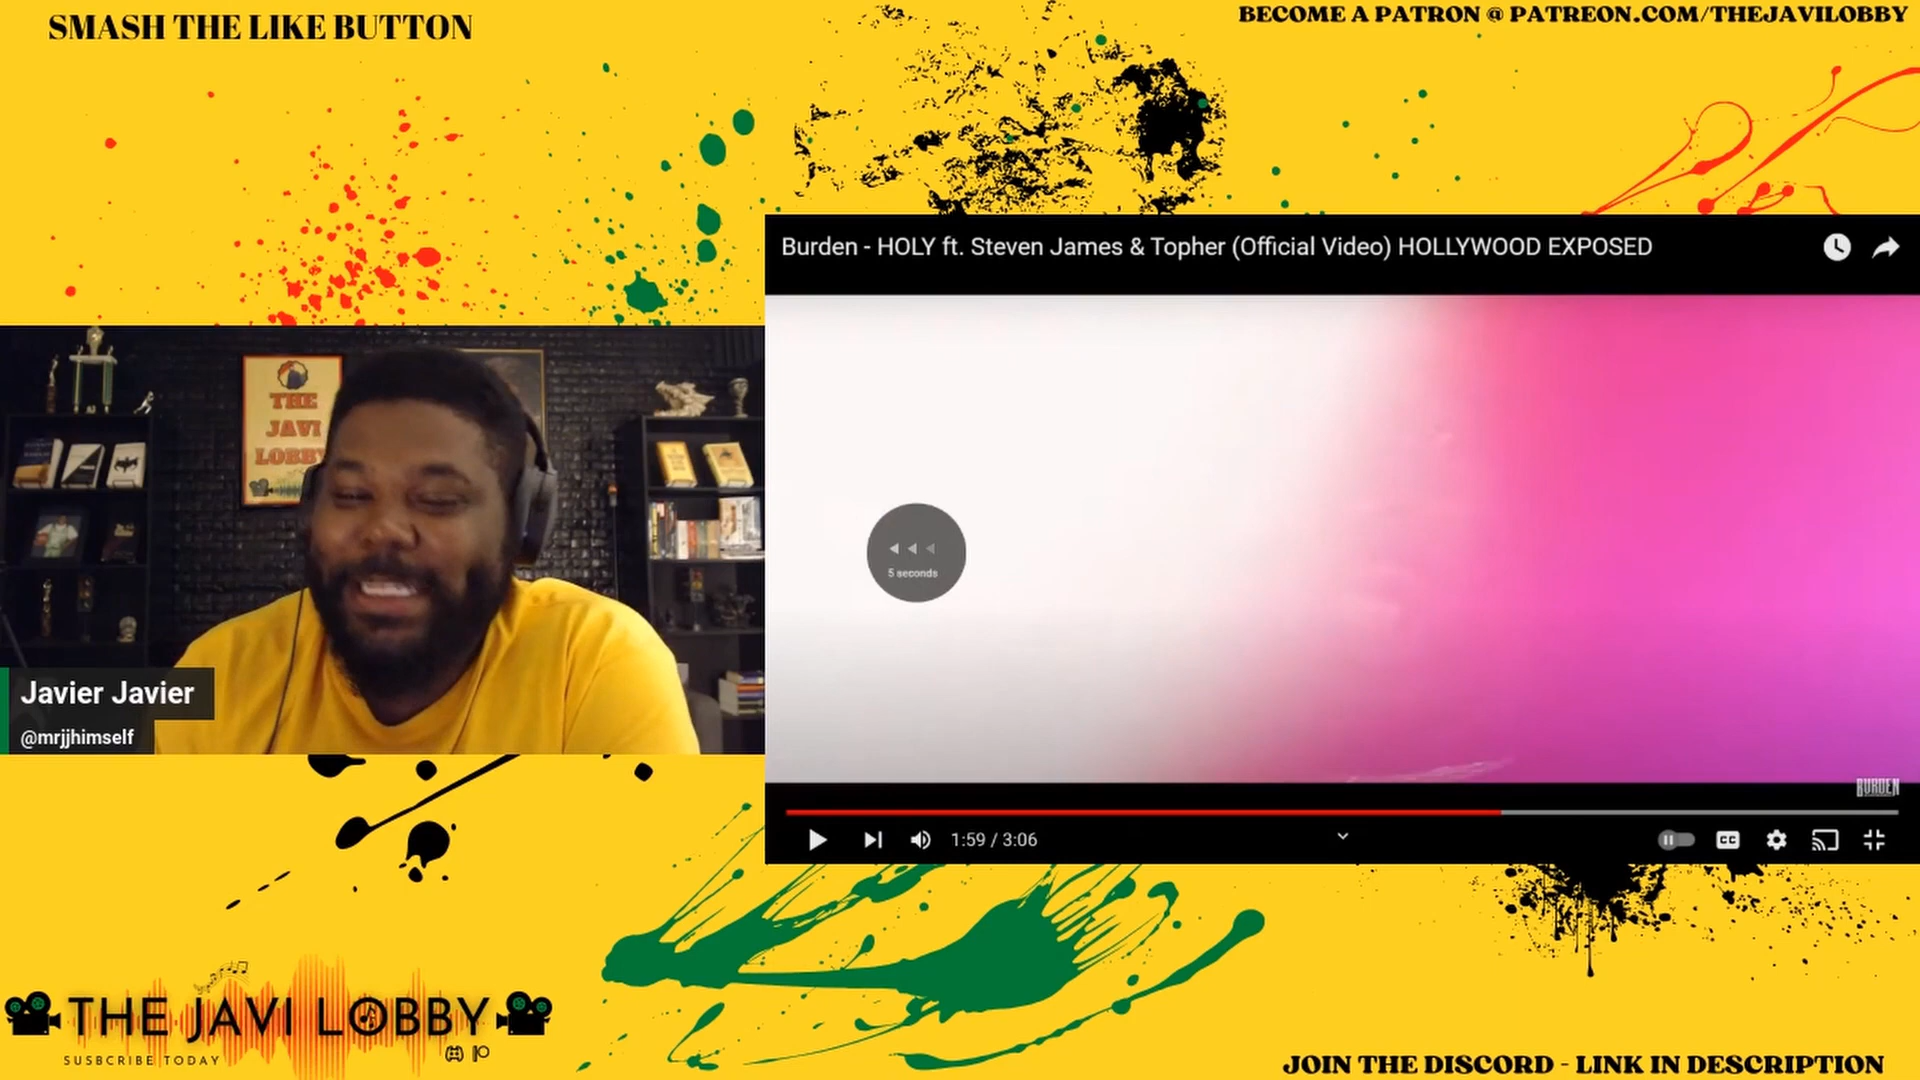 SMASH THE LIKE BUTTON
BECOME A PATRON @ PATREON.COM/THEJAVILOBBY
Burden - HOLY ft. Steven James & Topher (Official Video) HOLLYWOOD EXPOSED
THE
JAVI
LOBBY
5 seconds
Javier Javier
@mrjjhimself
BURDEN
1:59 / 3:06
CC
THE JAVI LOBBY
SUSBCRIBE TODAY
JOIN THE DISCORD - LINK IN DESCRIPTION